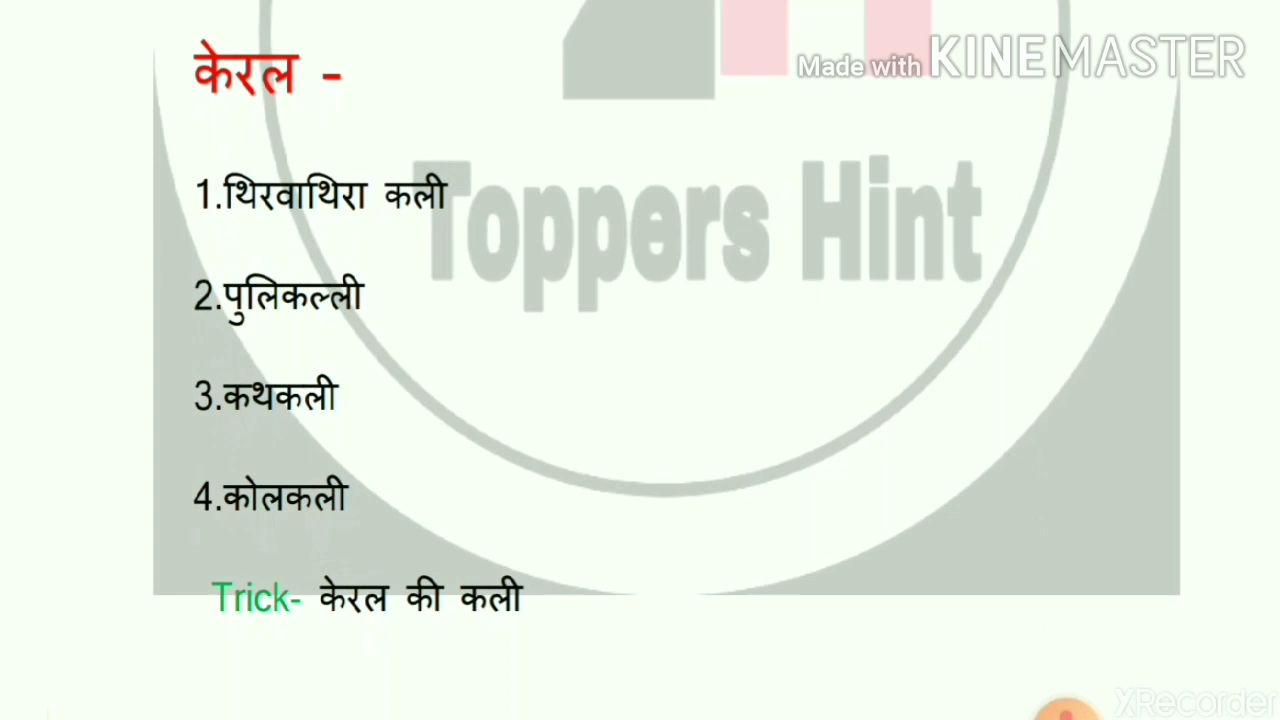 Made with KINEMASTER
केरल -
Toppers Hint
1.थिरवाथिरा कली
2.पुलिकल्ली
3.कथकली
4.कोलकली
Trick- केरल की कली
XRecorder